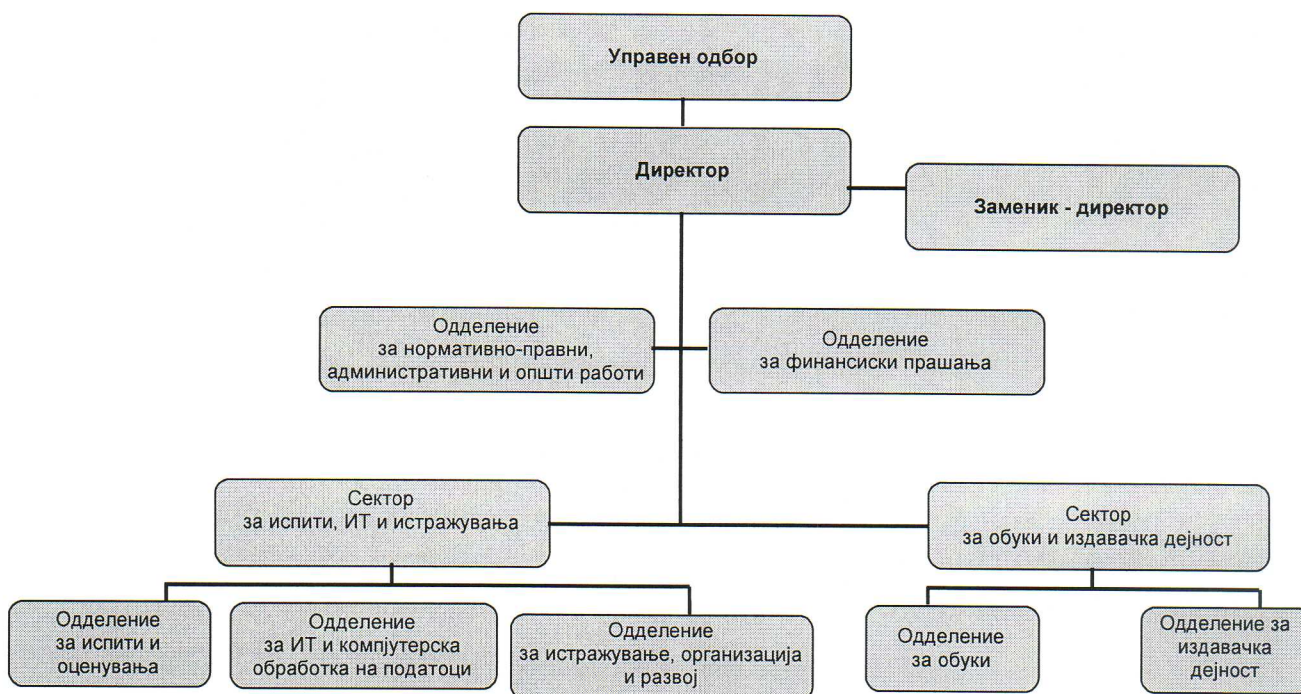 Управен одбор
Директор
Заменик - директор
Одделение
за нормативно-правни,
административни и општи работи
Одделение
за финансиски прашања
Сектор
за испити, ИТ и истражувања
Сектор
за обуки и издавачка дејност
Одделение
за испити и
оценувања
Одделение
за ИТ и компјутерска
обработка на податоци
Одделение
за истражување, организација
и развој
Одделение
за обуки
Одделение за
издавачка
дејност